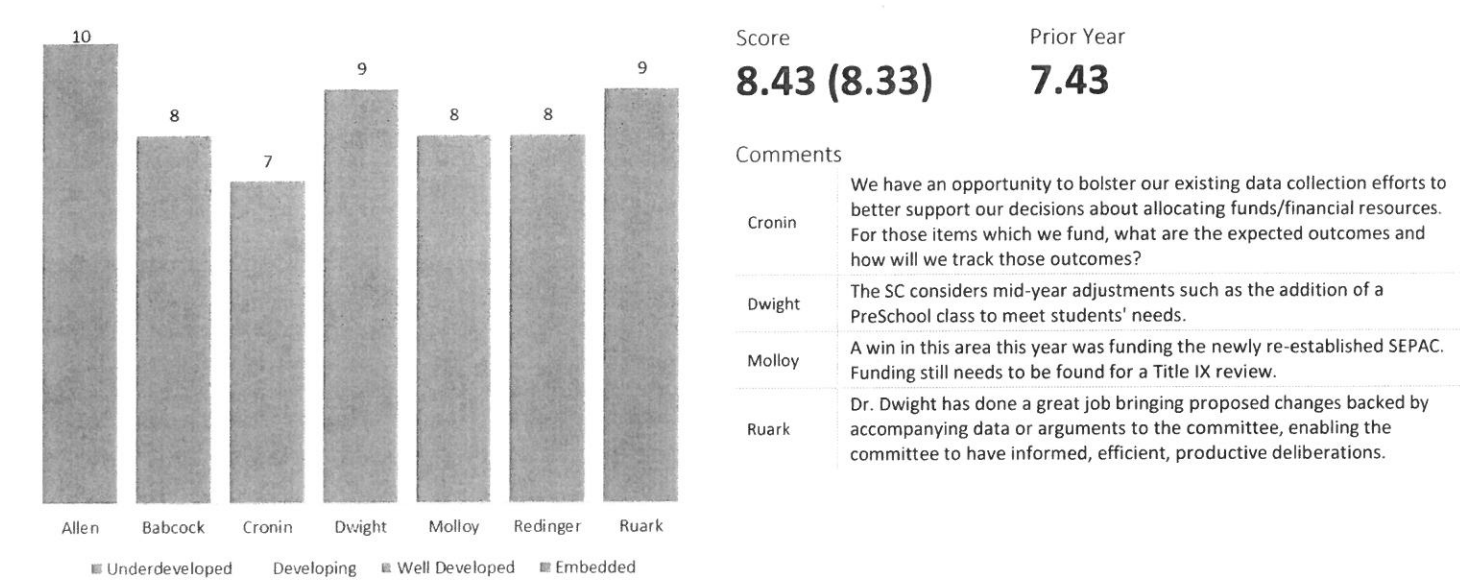 10
8
7
9
8
8
9
Allen Babcock Cronin Dwight Molloy Redinger Ruark
Underdeveloped Developing Well Developed Embedded
Score Prior Year
8.43 (8.33) 7.43
Comments
Cronin
We have an opportunity to bolster our existing data collection efforts to
better support our decisions about allocating funds/financial resources.
For those items which we fund, what are the expected outcomes and
how will we track those outcomes?
Dwight
The SC considers mid-year adjustments such as the addition of a
PreSchool class to meet students' needs.
Molloy
A win in this area this year was funding the newly re-established SEPAC.
Funding still needs to be found for a Title IX review.
Ruark
Dr. Dwight has done a great job bringing proposed changes backed by
accompanying data or arguments to the committee, enabling the
committee to have informed, efficient, productive deliberations.